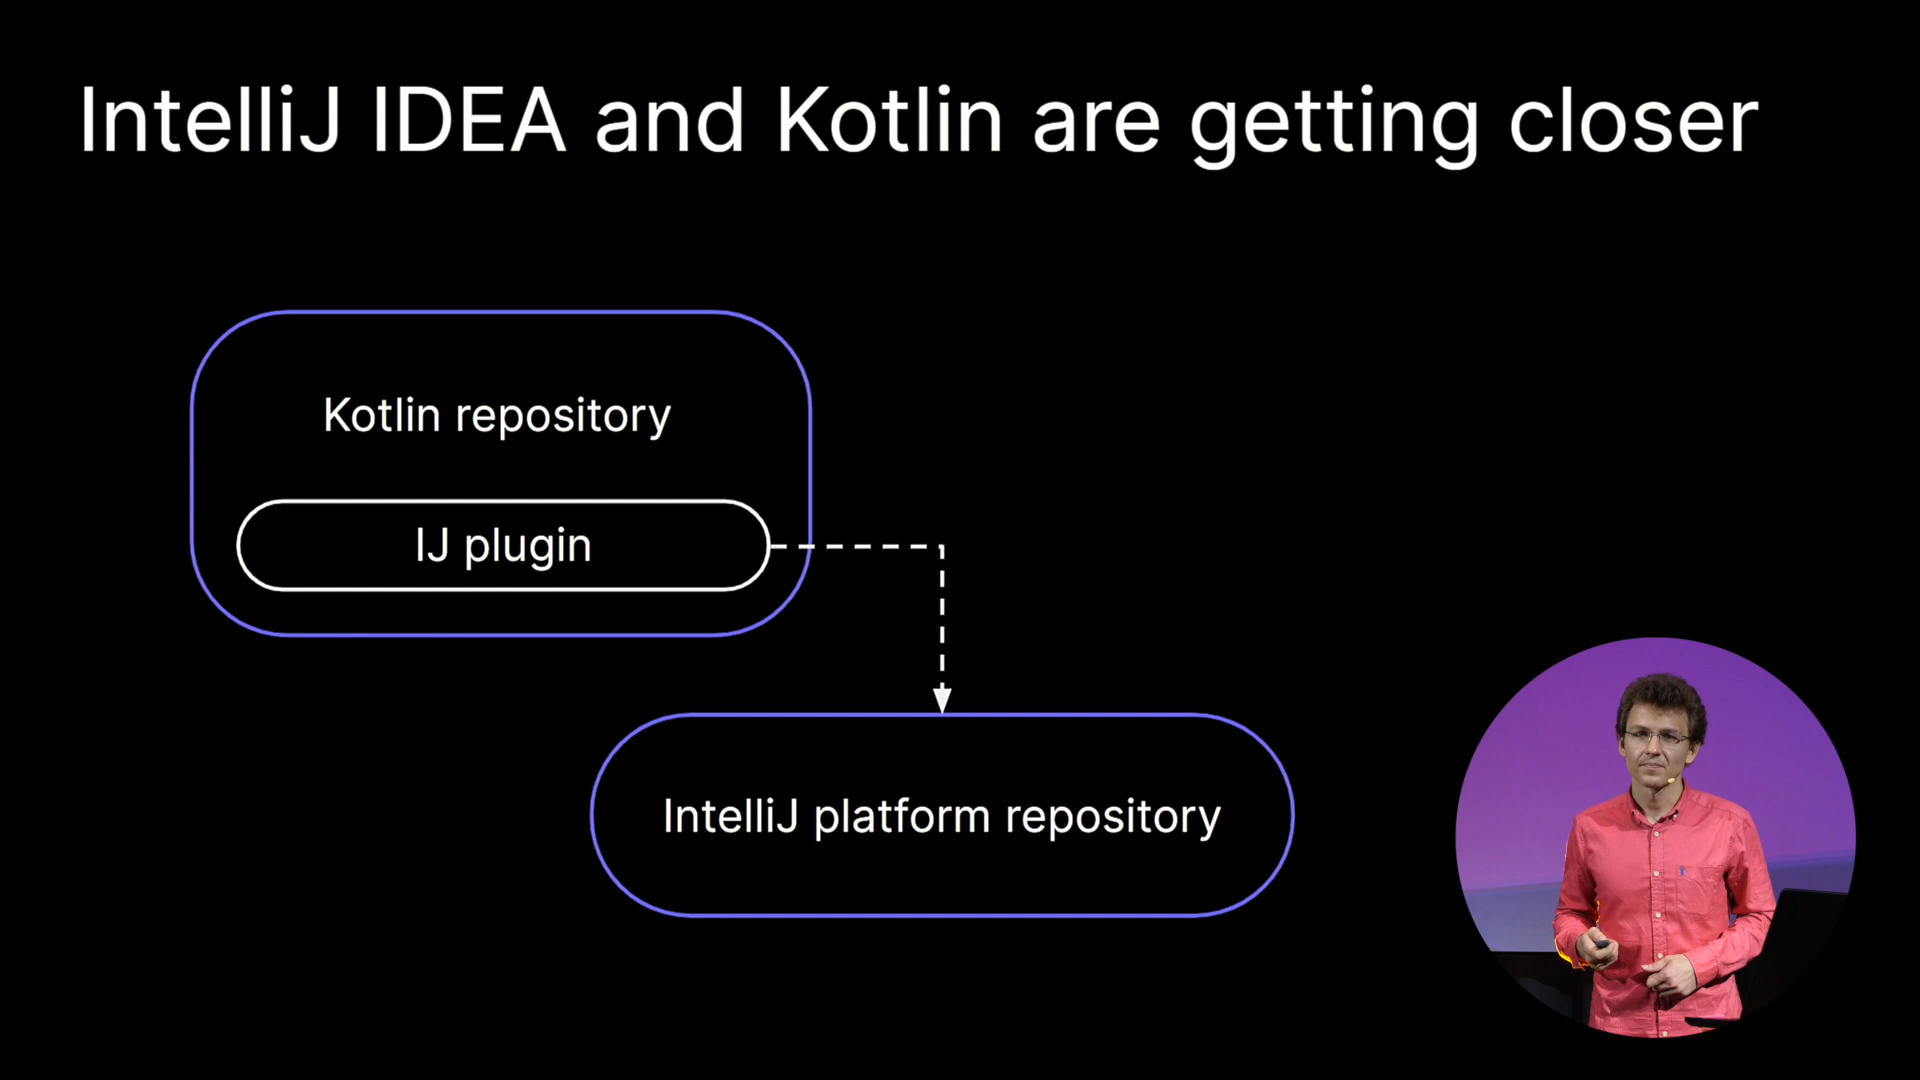 IntelliJ IDEA and Kotlin are getting closer
Kotlin repository
IJ plugin
IntelliJ platform repository